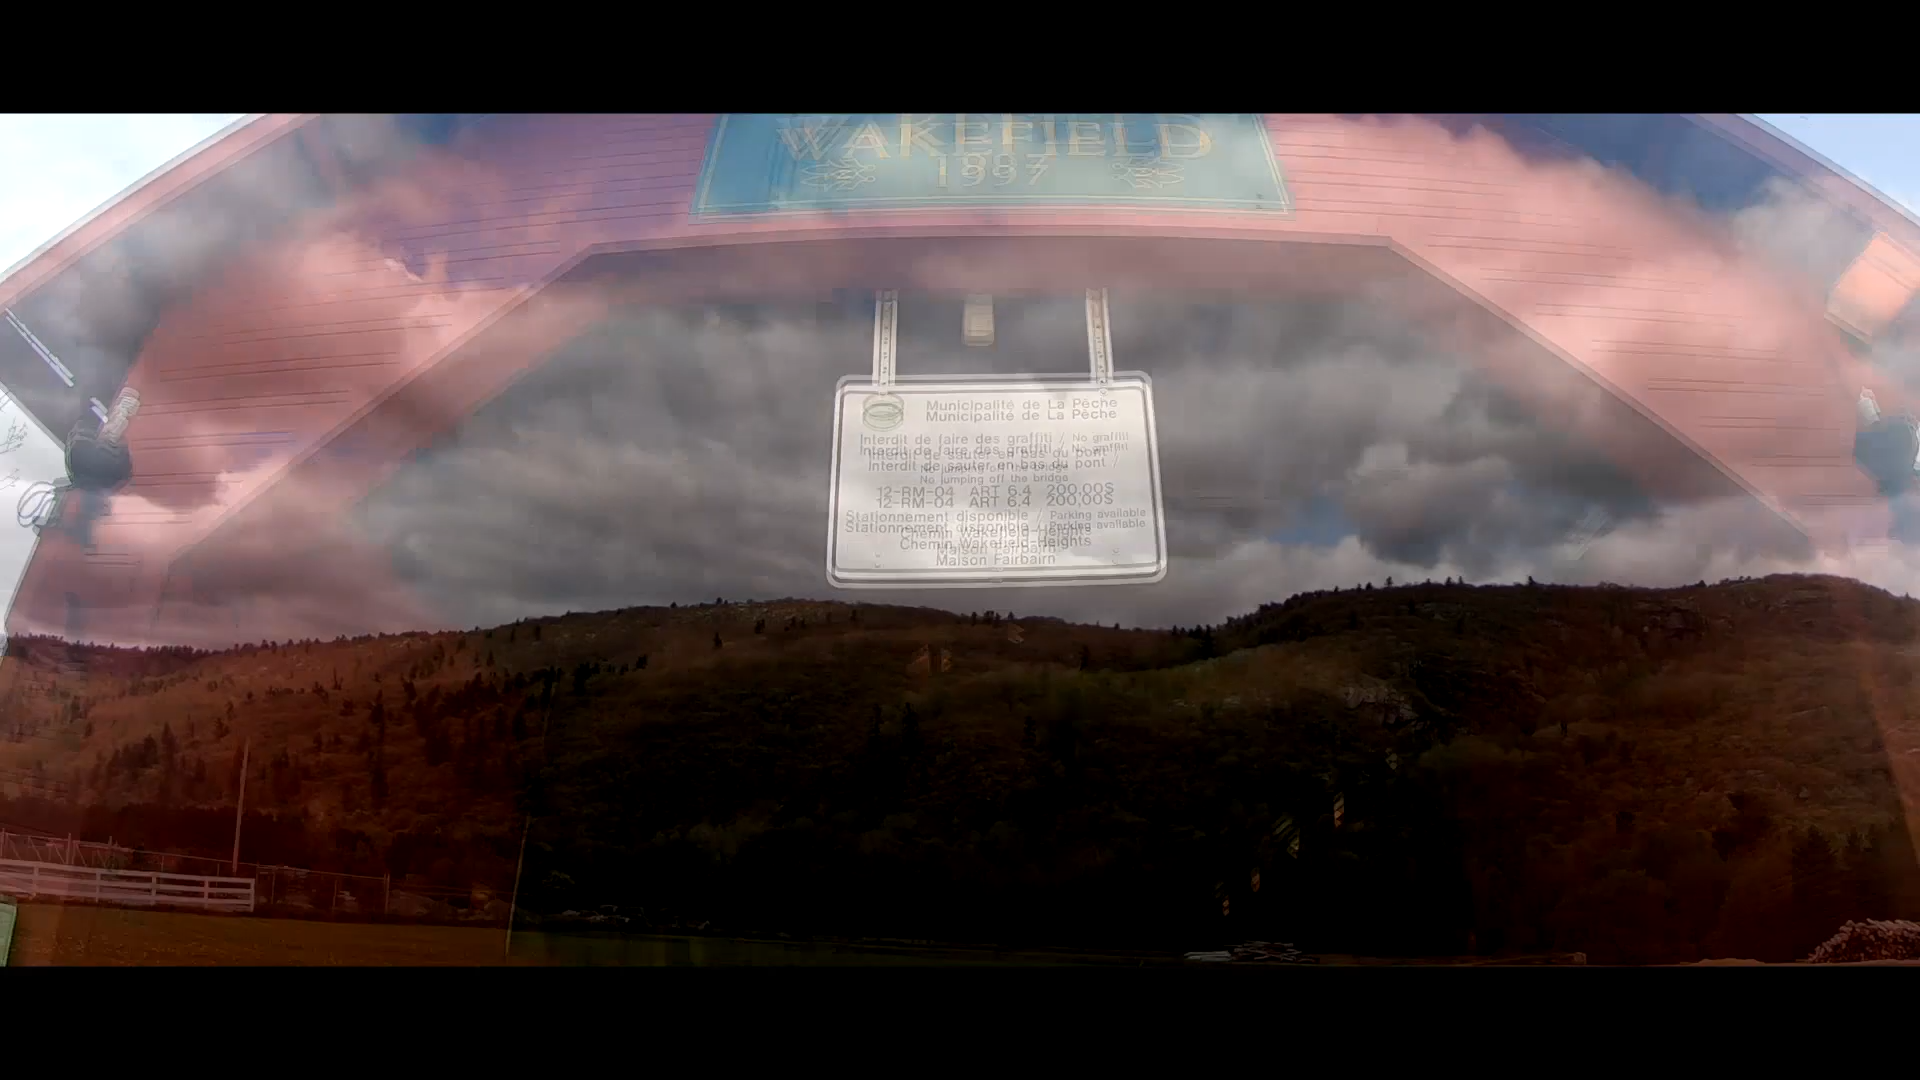 WAKEFIELD
1997
Municipalité de La Pêche
Interdit de faire des graffiti / No graffiti
Interdit de sauter en bas du pont /
No jumping off the bridge
12-RM-04 ART 6.4 200,00$
Stationnement disponible / Parking available
Chemin Wakefield-Heights
Maison Fairbairn